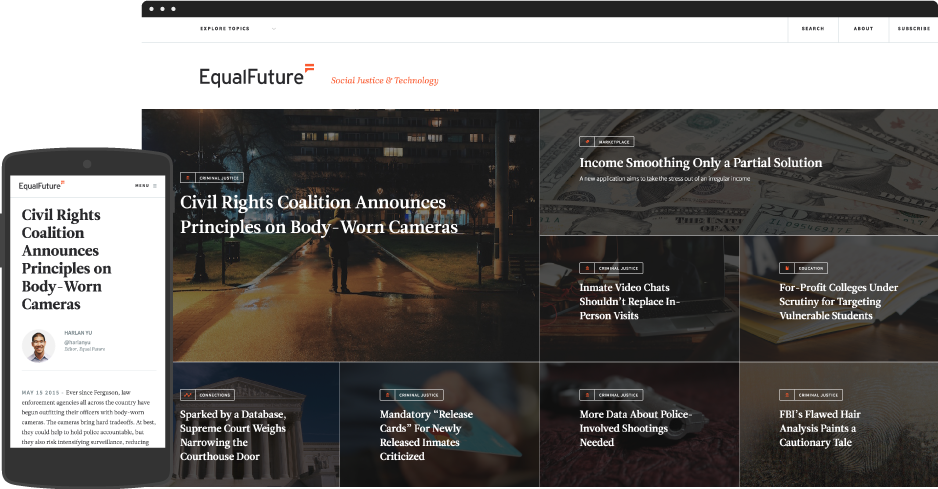 EXPLORE TOPICS
SEARCH
ABOUT
SUBSCRIBE
EqualFuture
Social Justice & Technology
CRIMINAL JUSTICE
Civil Rights Coalition Announces
Principles on Body-Worn Cameras
MARKETPLACE
Income Smoothing Only a Partial Solution
A new application aims to take the stress out of an irregular income
CRIMINAL JUSTICE
Inmate Video Chats
Shouldn't Replace In-
Person Visits
EDUCATION
For-Profit Colleges Under
Scrutiny for Targeting
Vulnerable Students
CONNECTIONS
Sparked by a Database,
Supreme Court Weighs
Narrowing the
Courthouse Door
CRIMINAL JUSTICE
Mandatory “Release
Cards” For Newly
Released Inmates
Criticized
CRIMINAL JUSTICE
More Data About Police-
Involved Shootings
Needed
CRIMINAL JUSTICE
FBI's Flawed Hair
Analysis Paints a
Cautionary Tale
EqualFuture
MENU
Civil Rights
Coalition
Announces
Principles on
Body-Worn
Cameras
HARLAN YU
@harlanyu
Editor, Equal Future
MAY 15 2015 - Ever since Ferguson, law
enforcement agencies all across the country have
begun outfitting their officers with body-worn
cameras. The cameras bring hard tradeoffs. At best,
they could help to hold police accountable, but
they also risk intensifying surveillance, reducing